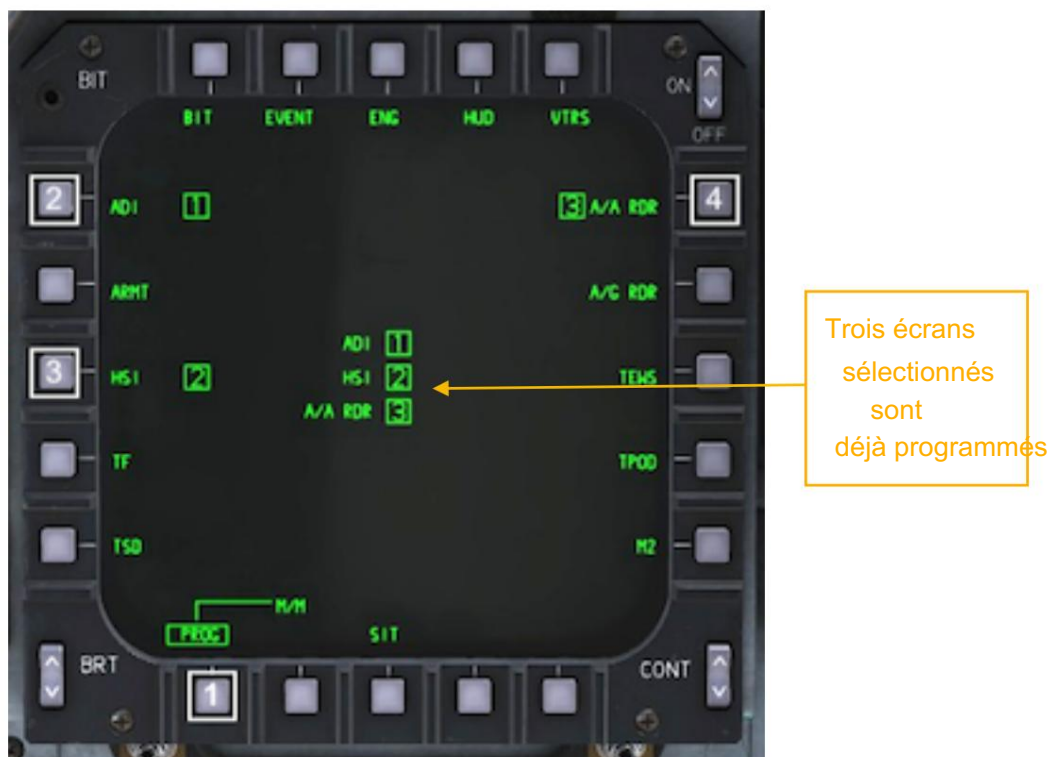 BIT
ON
OFF
BIT EVENT ENG HUD VTRS
2 ADI 1 3 A/A RDR 4
ARMT A/G RDR
ADI 1
3 HSI 2 HSI 2 TEWS
A/A RDR 3
TF TPOD
TSD M2
M/M
PROG SIT
BRT CONT
1
Trois écrans
sélectionnés
sont
déjà programmés